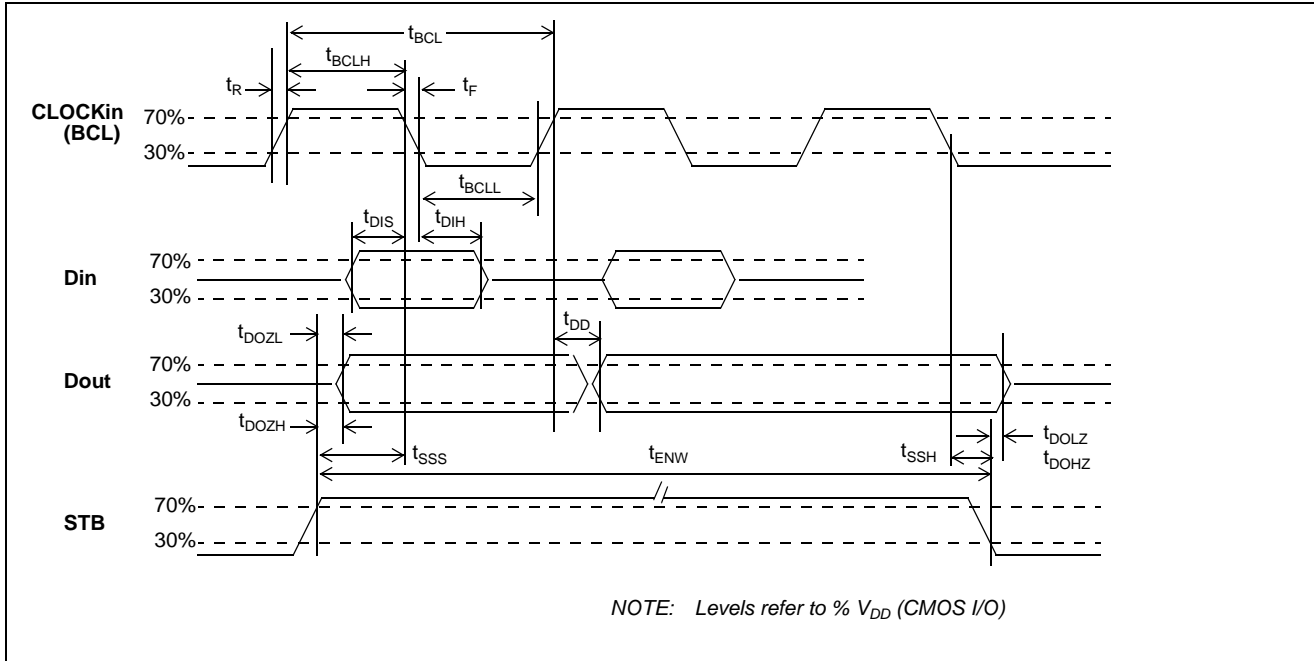 tBCL
tBCLH
tR
tF
CLOCKin
(BCL)
70%
30%
tBCLL
tDIS
tDIH
70%
Din
30%
tDD
tDOZL
70%
Dout
30%
tDOZH
tSSS
tENW
tSSH
tDOLZ
tDOHZ
70%
STB
30%
NOTE: Levels refer to % VDD (CMOS I/O)